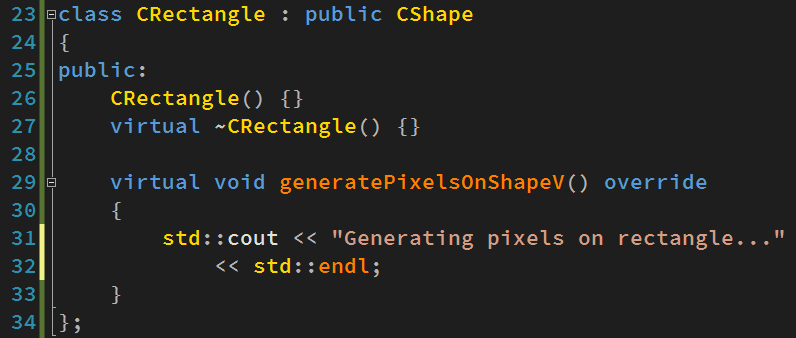 23 class CRectangle : public CShape
24 {
25 public:
26     CRectangle() {}
27     virtual ~CRectangle() {}
28
29     virtual void generatePixelsOnShapeV() override
30     {
31         std::cout << "Generating pixels on rectangle..."
32             << std::endl;
33     }
34 };